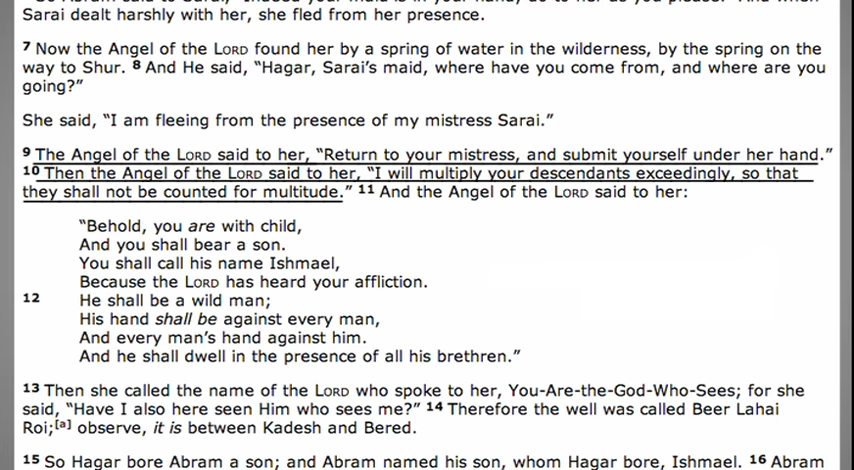 Sarai dealt harshly with her, she fled from her presence.
7 Now the Angel of the LORD found her by a spring of water in the wilderness, by the spring on the
way to Shur. 8 And He said, “Hagar, Sarai’s maid, where have you come from, and where are you
going?”
She said, “I am fleeing from the presence of my mistress Sarai.”
9 The Angel of the LORD said to her, “Return to your mistress, and submit yourself under her hand.”
10 Then the Angel of the LORD said to her, “I will multiply your descendants exceedingly, so that
they shall not be counted for multitude.” 11 And the Angel of the LORD said to her:
“Behold, you are with child,
And you shall bear a son.
You shall call his name Ishmael,
Because the LORD has heard your affliction.
12 He shall be a wild man;
His hand shall be against every man,
And every man’s hand against him.
And he shall dwell in the presence of all his brethren.”
13 Then she called the name of the LORD who spoke to her, You-Are-the-God-Who-Sees; for she
said, “Have I also here seen Him who sees me?” 14 Therefore the well was called Beer Lahai
Roi;[a] observe, it is between Kadesh and Bered.
15 So Hagar bore Abram a son; and Abram named his son, whom Hagar bore, Ishmael. 16 Abram